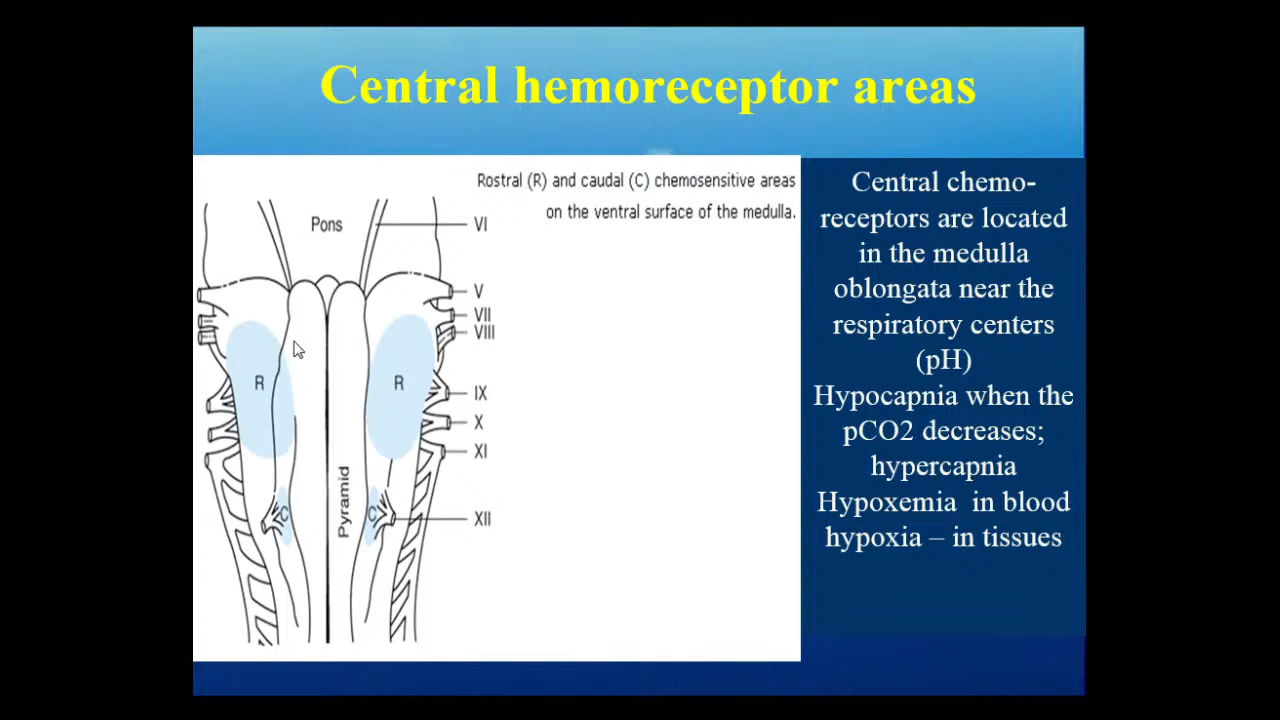 Central hemoreceptor areas
Rostral (R) and caudal (C) chemosensitive areas
on the ventral surface of the medulla.
Pons
VI
V
VII
VIII
R
R
IX
X
XI
Pyramid
C
C
XII
Central chemo-
receptors are located
in the medulla
oblongata near the
respiratory centers
(pH)
Hypocapnia when the
pCO2 decreases;
hypercapnia
Hypoxemia  in blood
hypoxia – in tissues